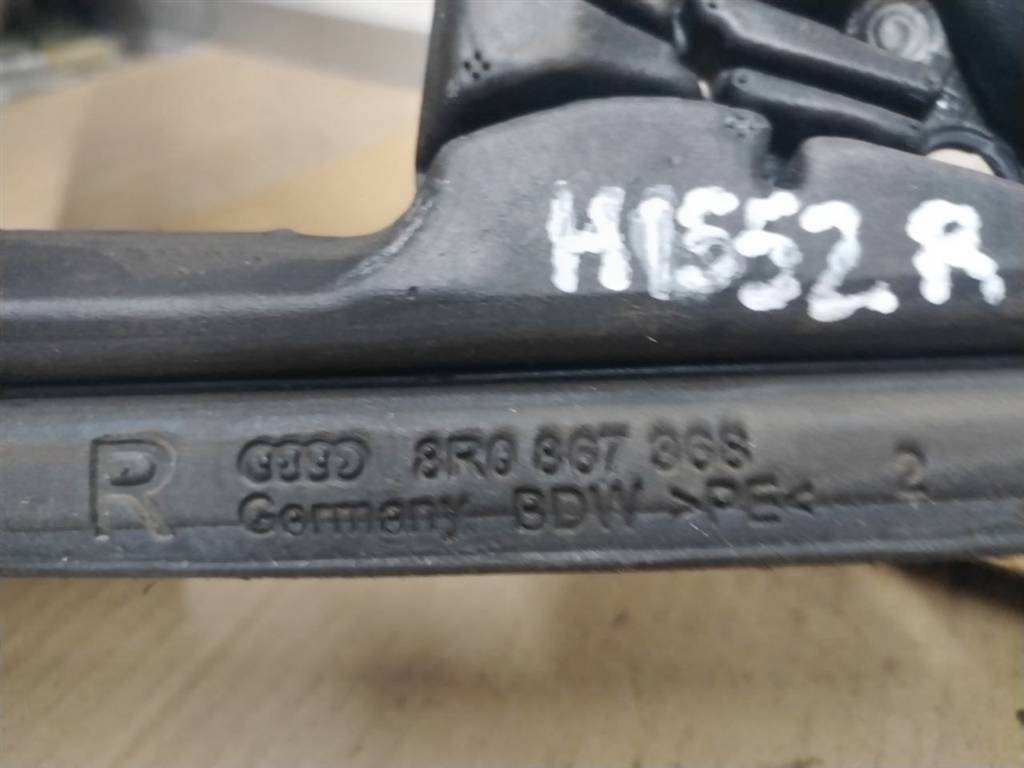 H1552 R
R 8R0 867 368
Germany BDW >PE< 2